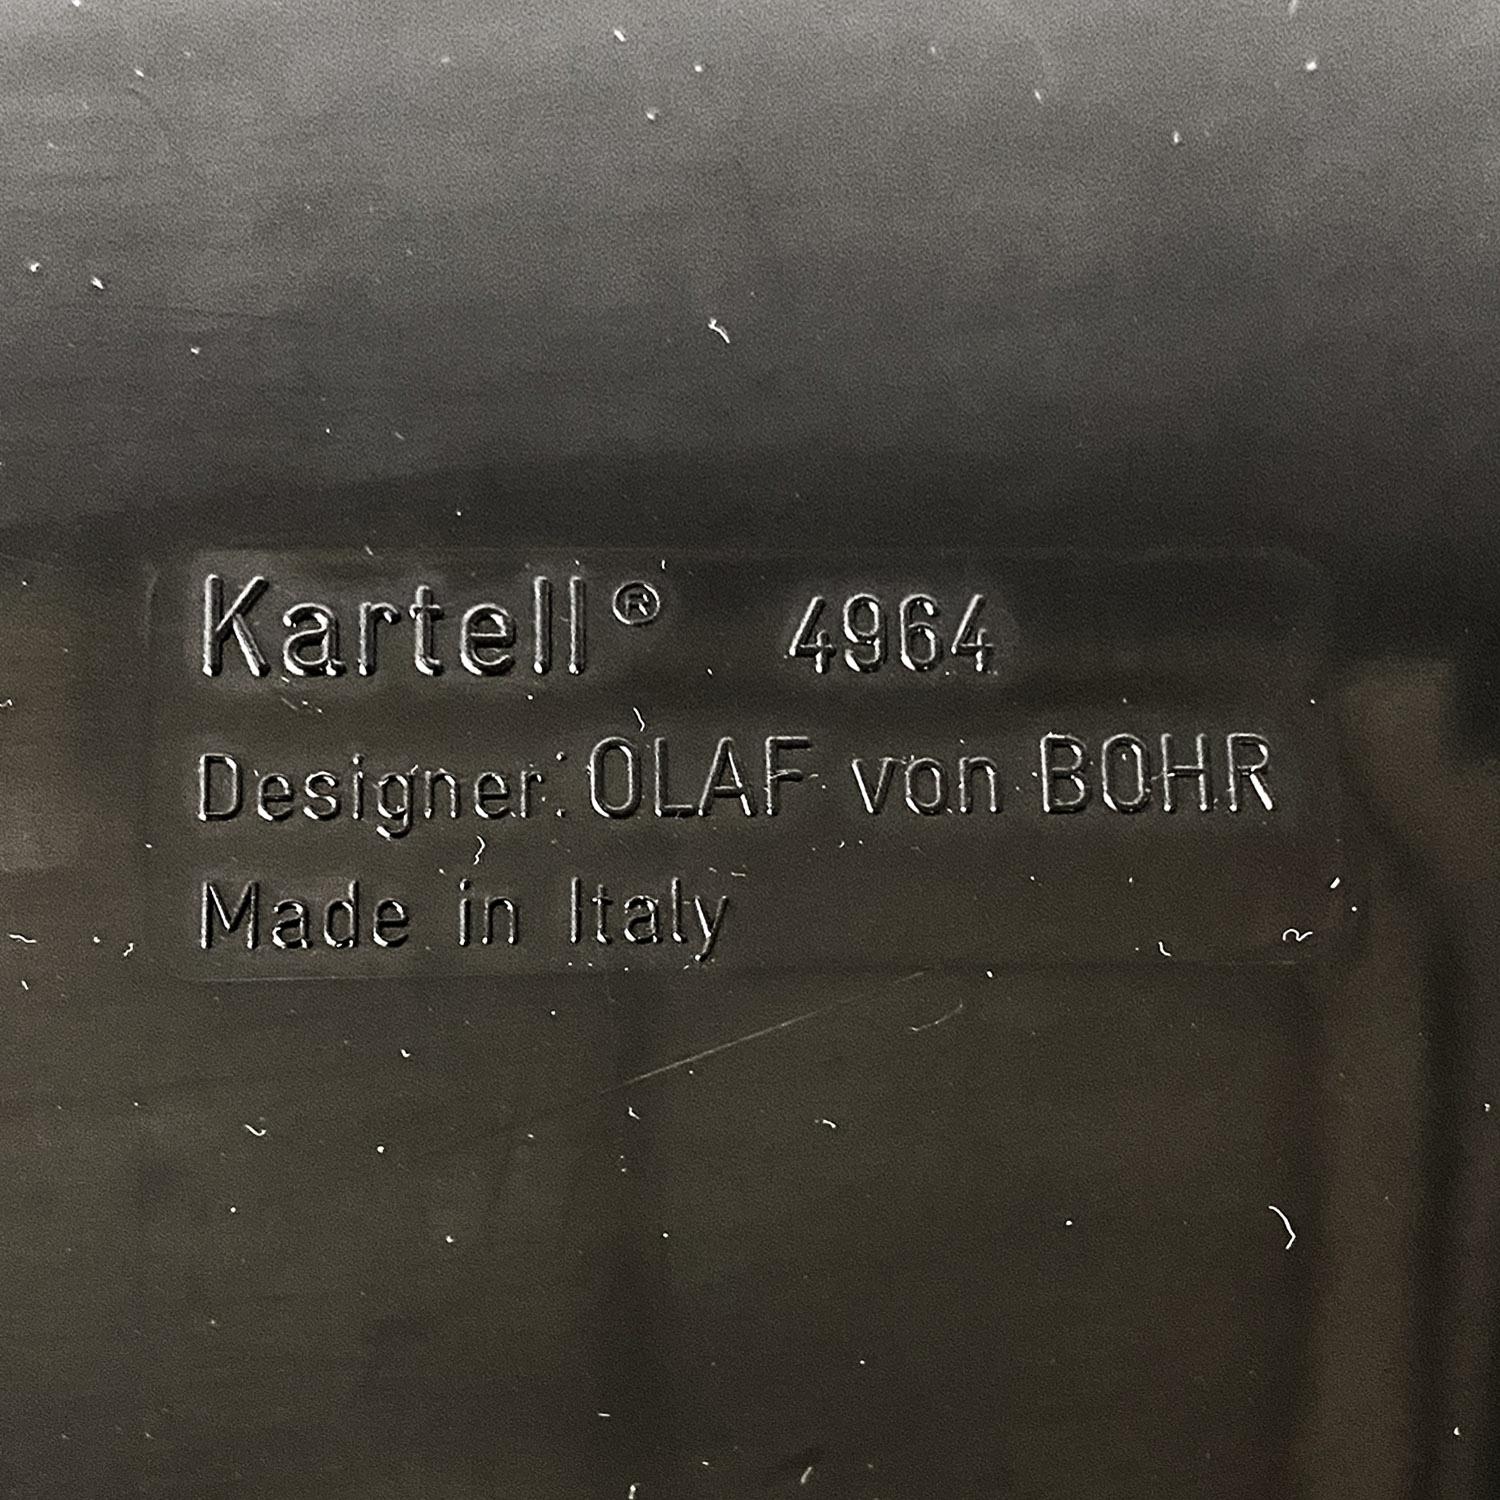 Kartell® 4964
Designer: OLAF von BOHR
Made in Italy